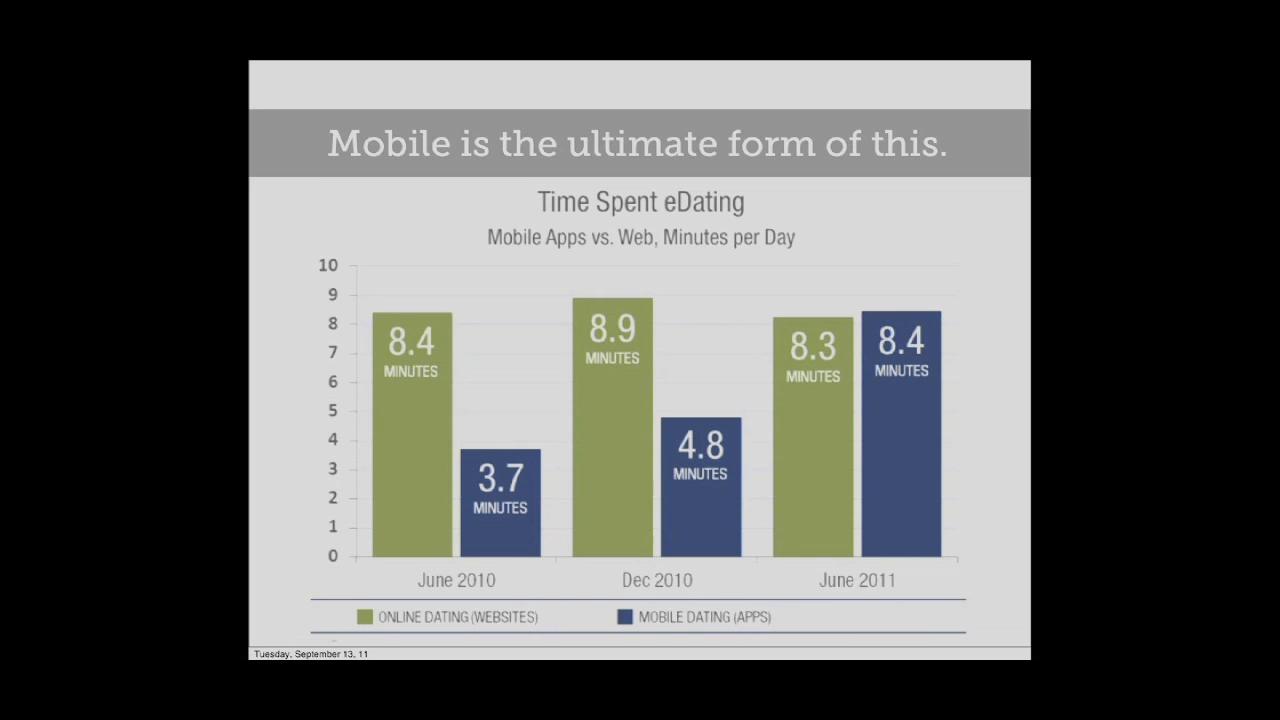 Mobile is the ultimate form of this.
Time Spent eDating
Mobile Apps vs. Web, Minutes per Day
10
9
8
7
6
5
4
3
2
1
0
8.4
MINUTES
3.7
MINUTES
8.9
MINUTES
4.8
MINUTES
8.3
MINUTES
8.4
MINUTES
June 2010
Dec 2010
June 2011
ONLINE DATING (WEBSITES)
MOBILE DATING (APPS)
Tuesday, September 13, 11